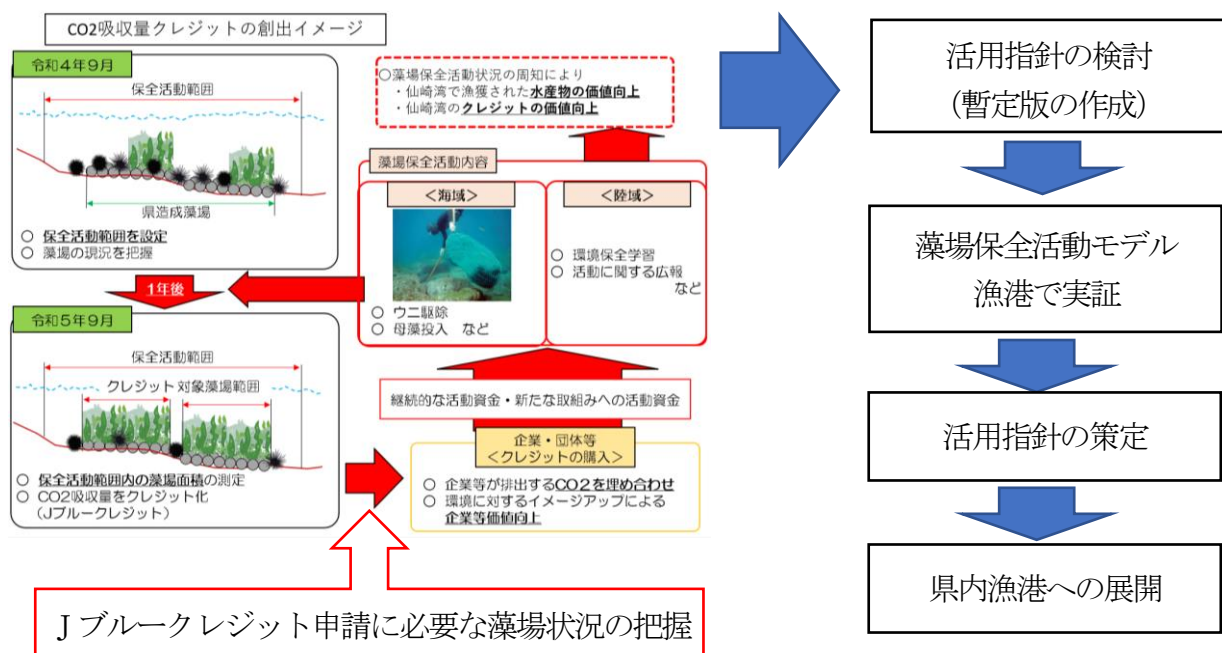 CO2吸収量クレジットの創出イメージ
令和4年9月
保全活動範囲
県造成藻場
○ 保全活動範囲を設定
○ 藻場の現況を把握
1年後
令和5年9月
保全活動範囲
クレジット対象藻場範囲
○ 保全活動範囲内の藻場面積の測定
○ CO2吸収量をクレジット化
(Jブルークレジット)
○藻場保全活動状況の周知により
・仙崎湾で漁獲された水産物の価値向上
・仙崎湾のクレジットの価値向上
藻場保全活動内容
＜海域＞
○ ウニ駆除
○ 母藻投入 など
＜陸域＞
○ 環境保全学習
○ 活動に関する広報
など
継続的な活動資金・新たな取組みへの活動資金
企業・団体等
＜クレジットの購入＞
○ 企業等が排出するCO2を埋め合わせ
○ 環境に対するイメージアップによる
企業等価値向上
Jブルークレジット申請に必要な藻場状況の把握
活用指針の検討
(暫定版の作成)
藻場保全活動モデル
漁港で実証
活用指針の策定
県内漁港への展開